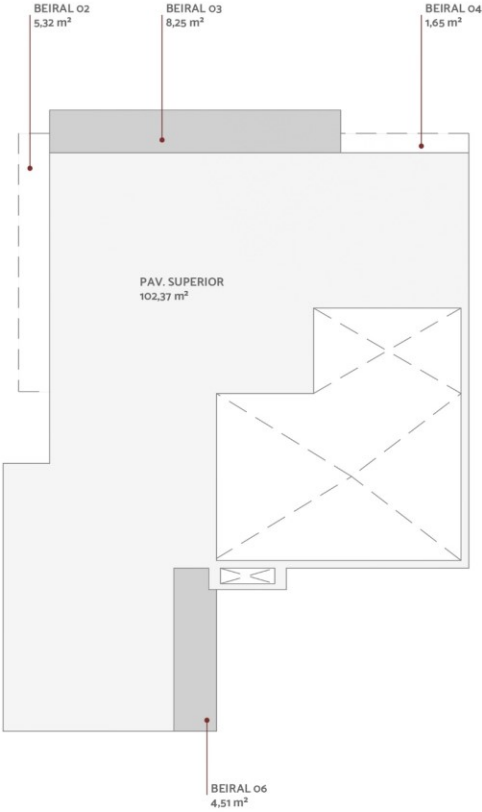 BEIRAL 02
5,32 m²
BEIRAL 03
8,25 m²
BEIRAL 04
1,65 m²
PAV. SUPERIOR
102,37 m²
BEIRAL 06
4,51 m²